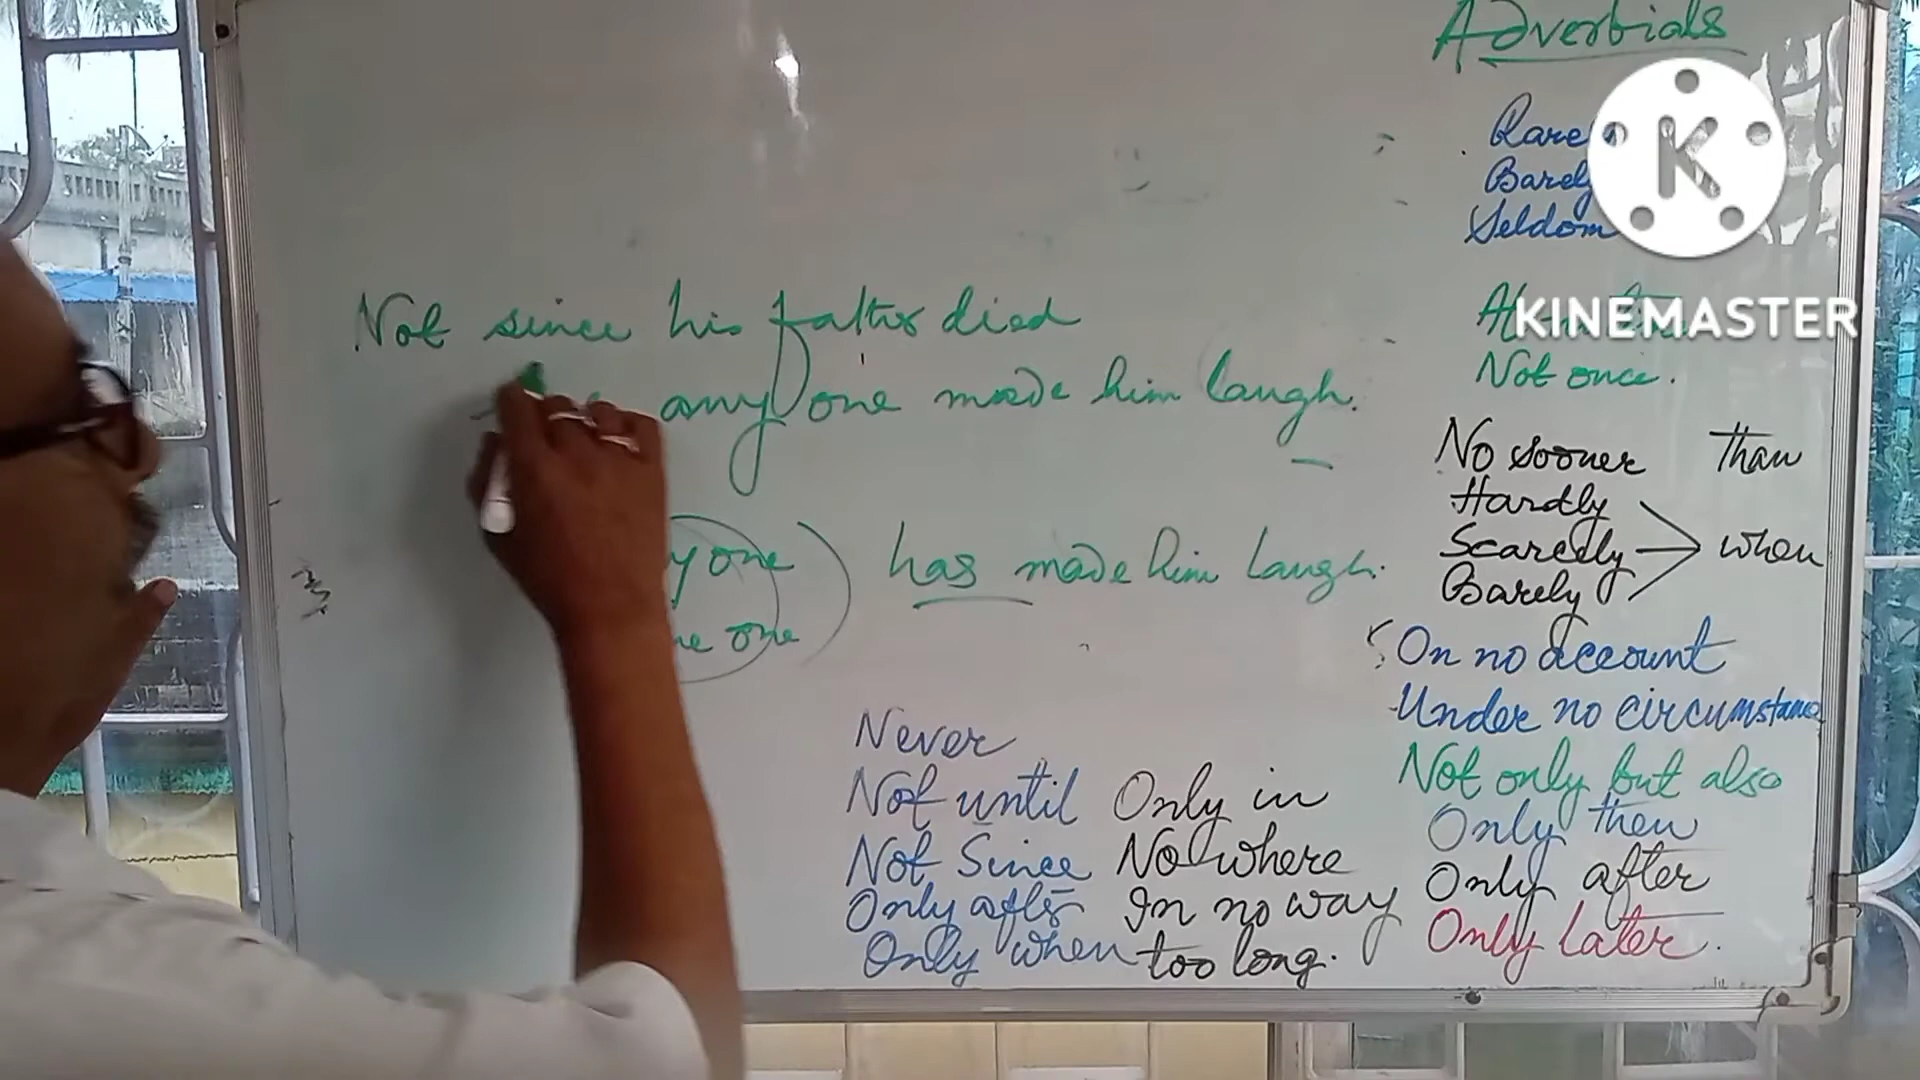 Adverbials
Barely
Seldom
KINEMASTER
Not once.
Not since his father died
any one made him laugh.
No sooner than
Hardly
Scarcely when
Barely
one has made him laugh.
one
On no account
Under no circumstance
Never
Not until Only in
Not Since No where
Only after In no way
Only when too long.
Not only but also
Only then
Only after
Only Later.